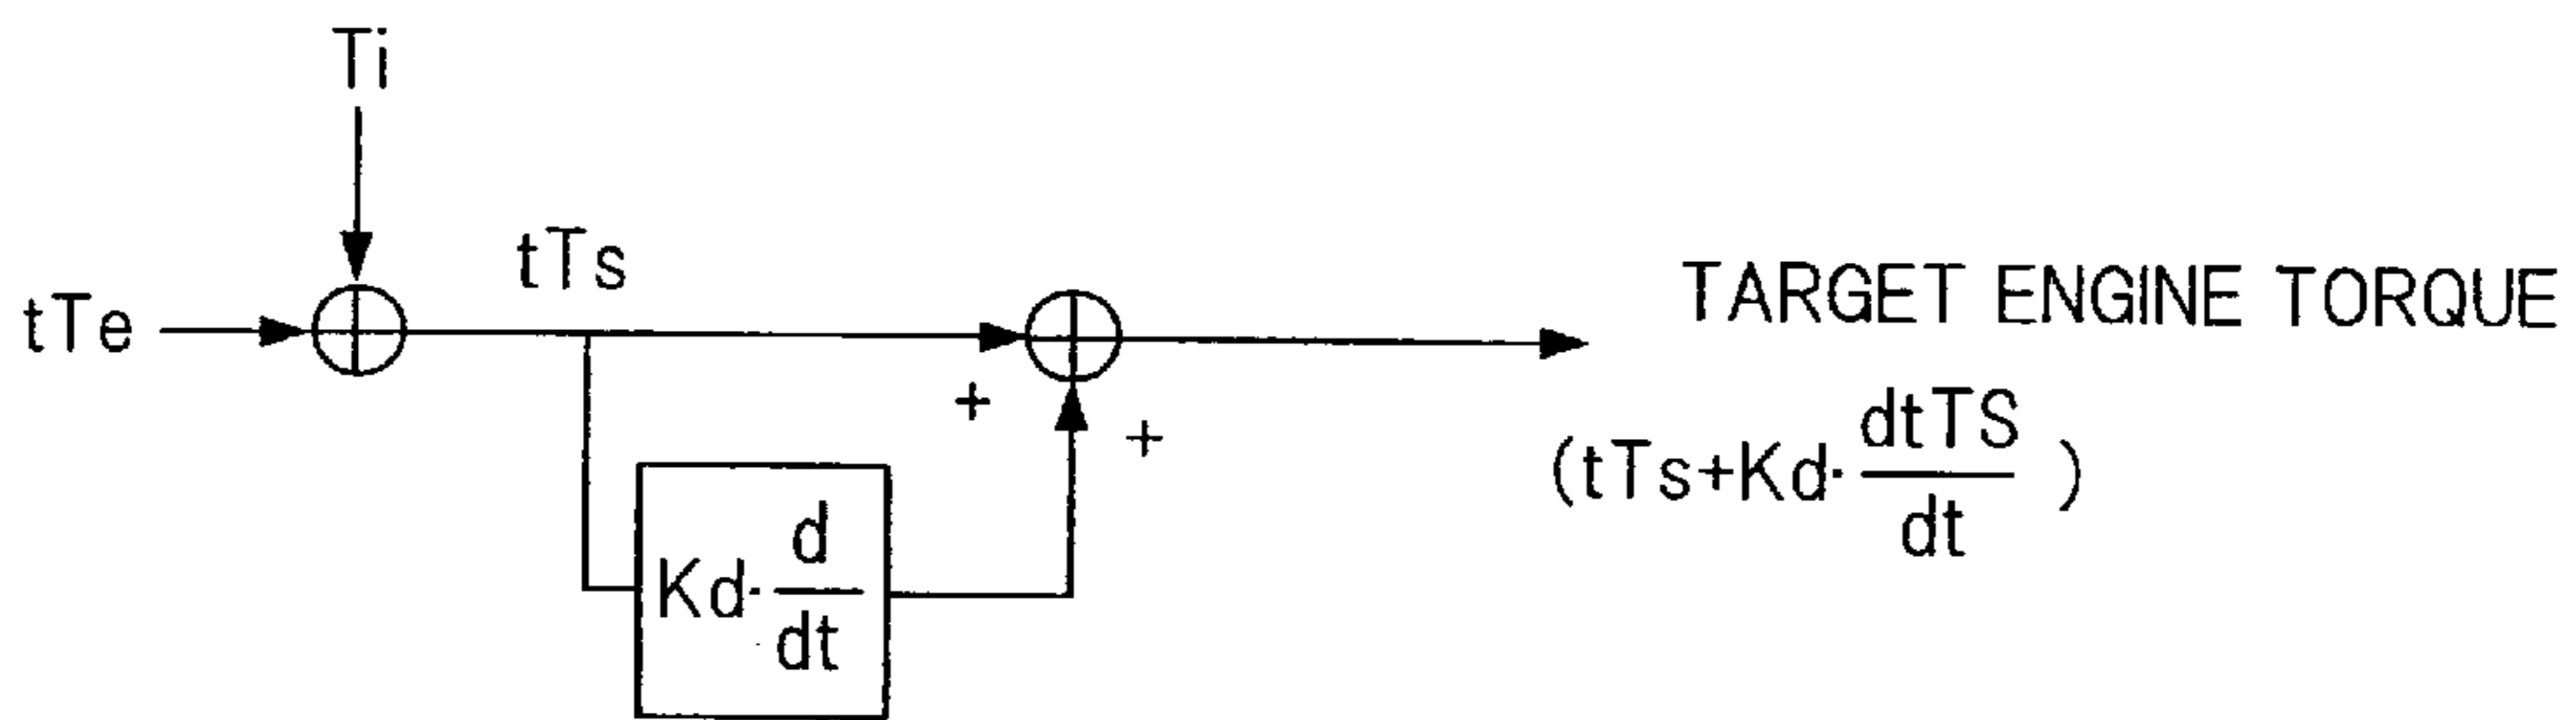 Ti
tTe
tTs
TARGET ENGINE TORQUE
+
+
(tTs+Kd· dtTS/dt )
Kd· d/dt